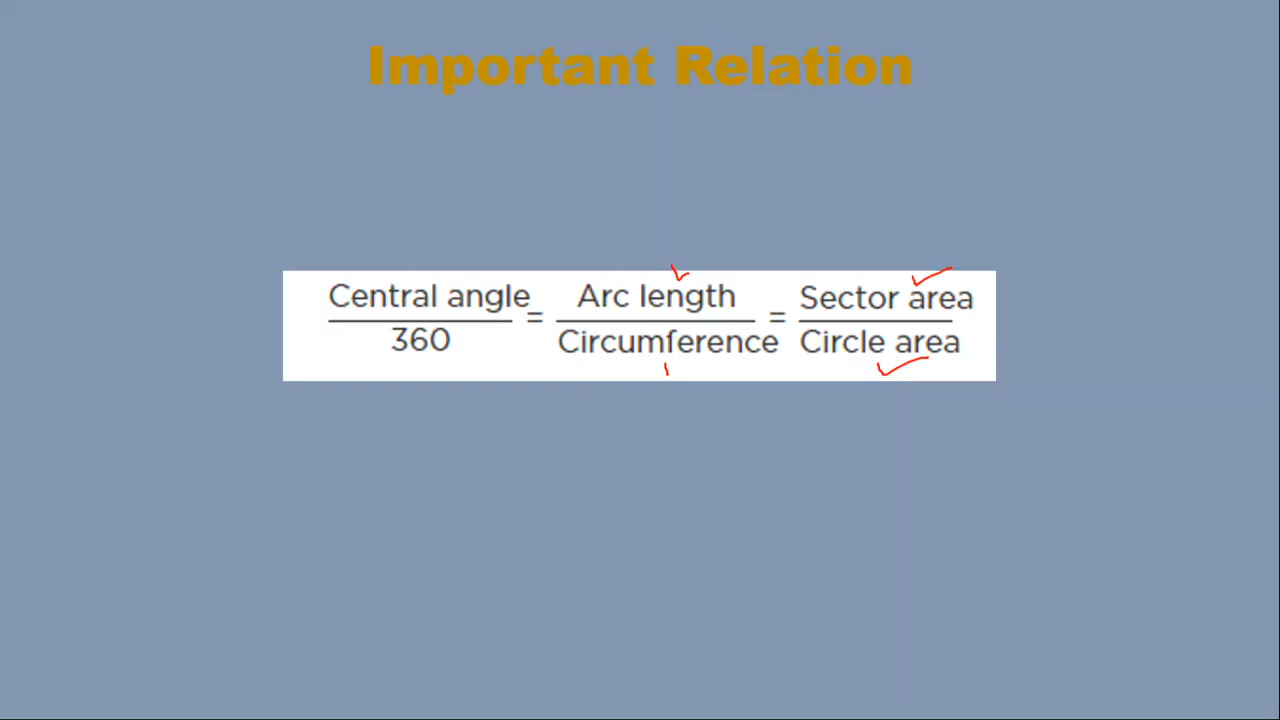 Important Relation
Central angle = Arc length = Sector area
360 Circumference Circle area